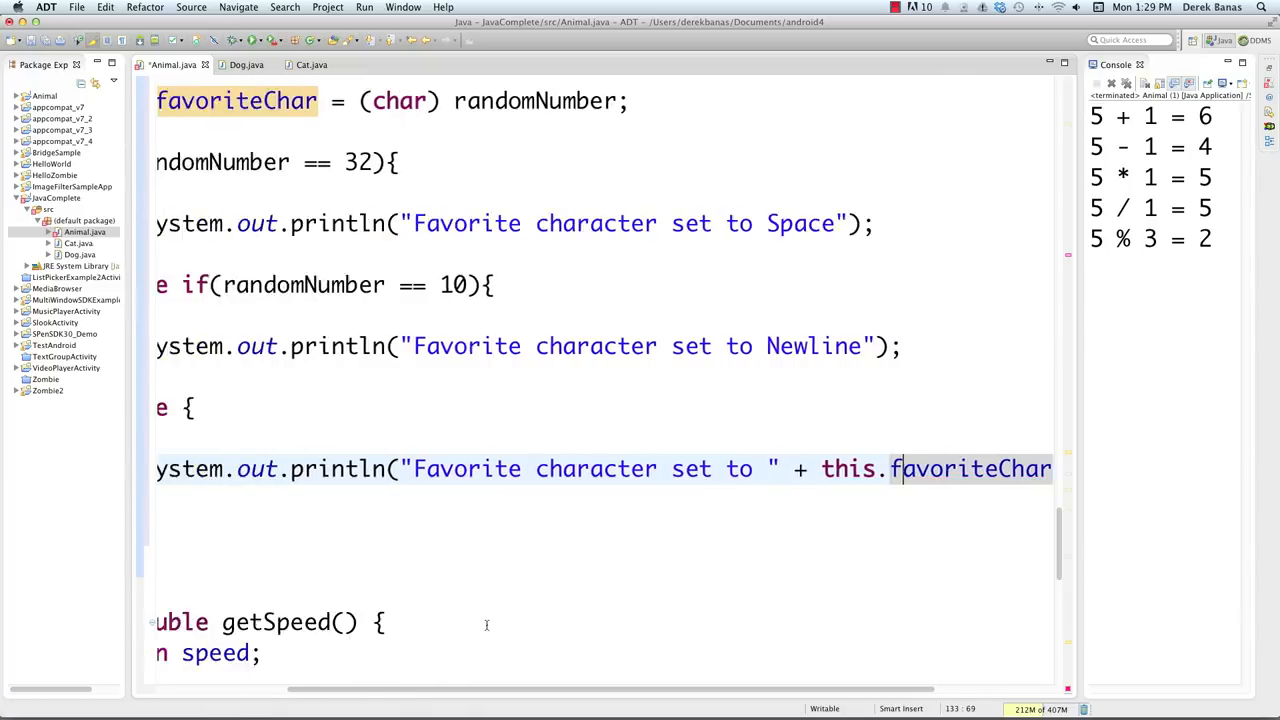 ADT File Edit Refactor Source Navigate Search Project Run Window Help 10 Mon 1:29 PM Derek Banas
Java - JavaComplete/src/Animal.java - ADT - /Users/derekbanas/Documents/android4
Quick Access Java DDMS
Package Exp
*Animal.java Dog.java Cat.java
Console
<terminated> Animal (1) [Java Application] /S
Animal
appcompat_v7
appcompat_v7_2
appcompat_v7_3
appcompat_v7_4
BridgeSample
HelloWorld
HelloZombie
ImageFilterSampleApp
JavaComplete
src
(default package)
Animal.java
Cat.java
Dog.java
JRE System Library [Ja
ListPickerExample2Activi
MediaBrowser
MultiWindowSDKExample
MusicPlayerActivity
SlookActivity
SPenSDK30_Demo
TestAndroid
TextGroupActivity
VideoPlayerActivity
Zombie
Zombie2
favoriteChar = (char) randomNumber;
ndomNumber == 32){
ystem.out.println("Favorite character set to Space");
e if(randomNumber == 10){
ystem.out.println("Favorite character set to Newline");
e {
ystem.out.println("Favorite character set to " + this.favoriteChar
uble getSpeed() {
n speed;
5 + 1 = 6
5 - 1 = 4
5 * 1 = 5
5 / 1 = 5
5 % 3 = 2
Writable Smart Insert 133 : 69 212M of 407M